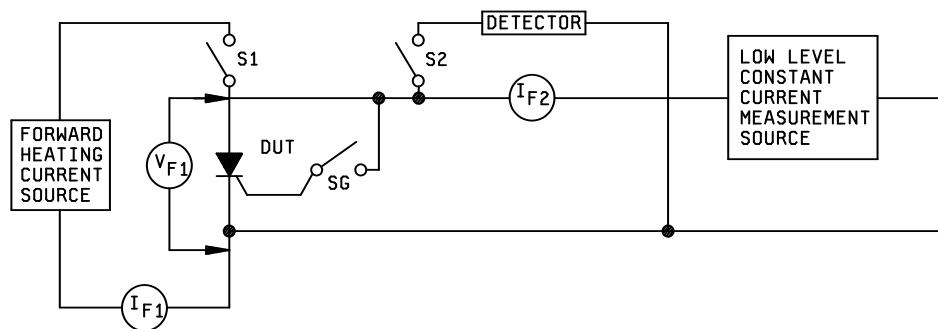 DETECTOR
S1
S2
LOW LEVEL
CONSTANT
CURRENT
MEASUREMENT
SOURCE
IF2
FORWARD
HEATING
CURRENT
SOURCE
VF1
DUT
SG
IF1